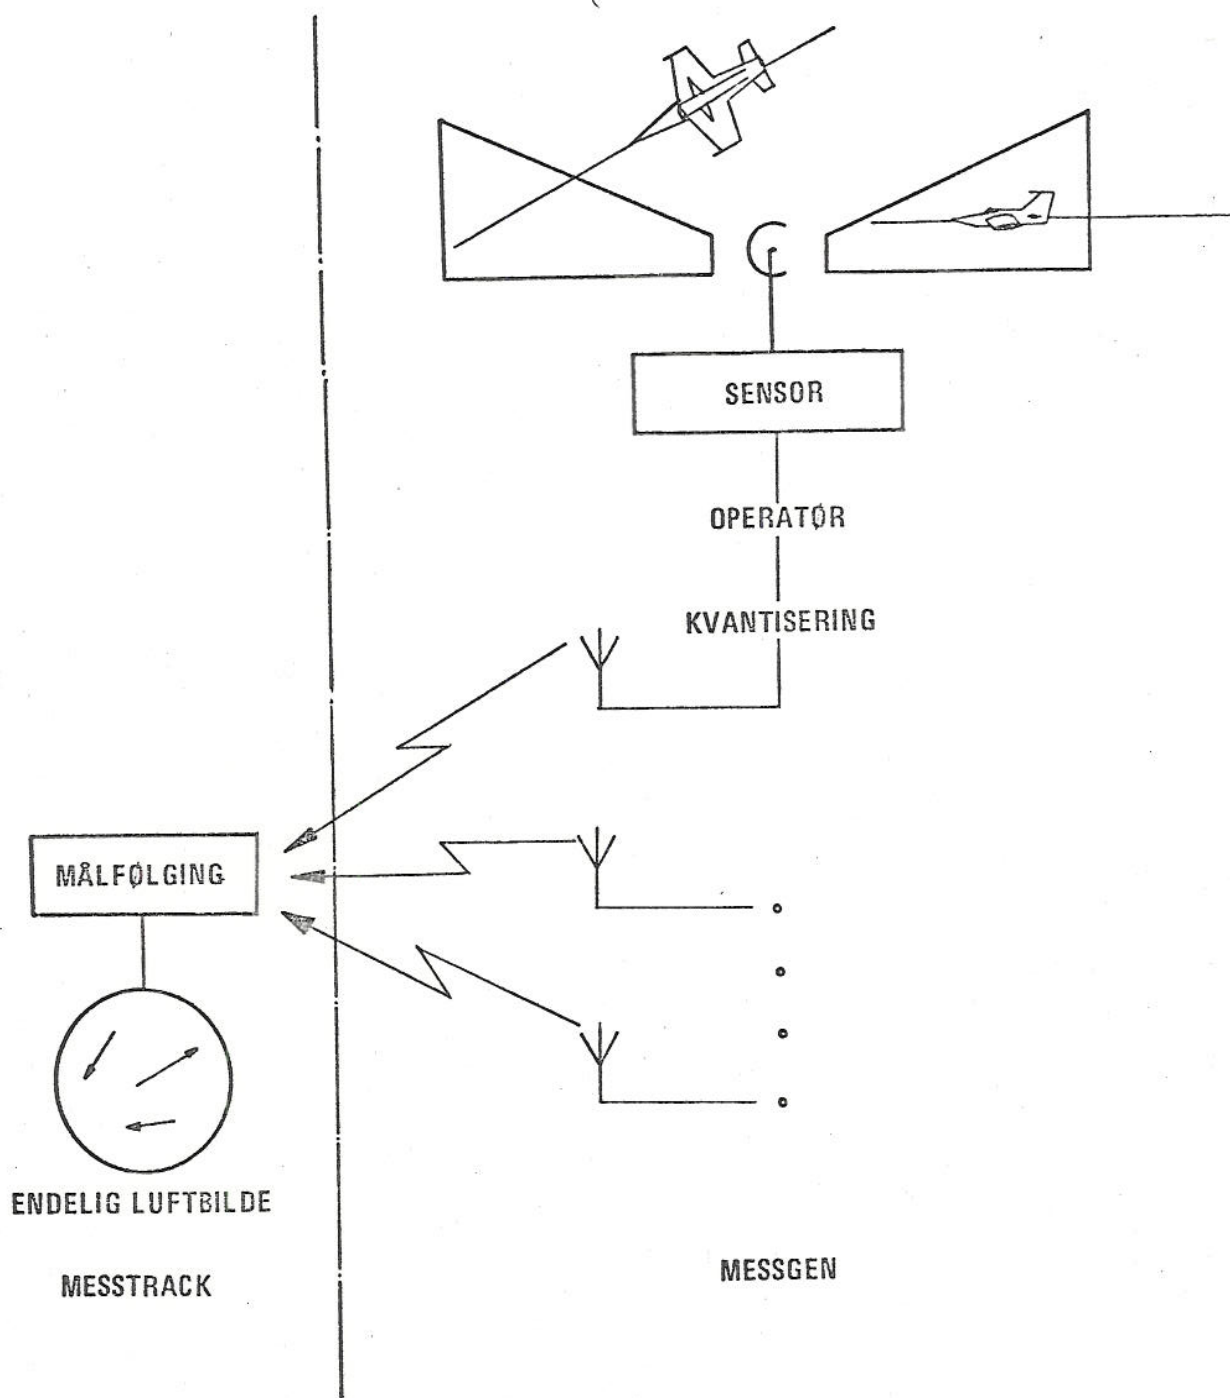 SENSOR
OPERATØR
KVANTISERING
MÅLFØLGING
ENDELIG LUFTBILDE
MESSTRACK
MESSGEN